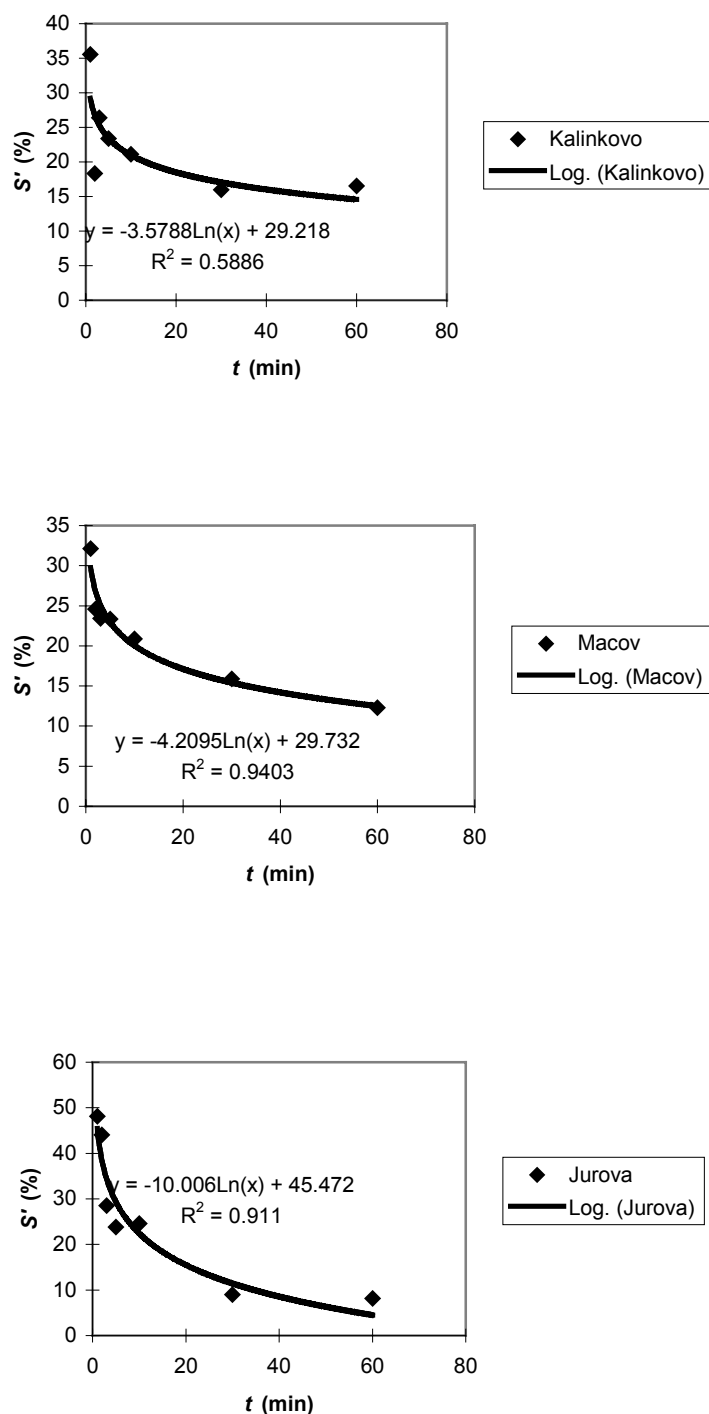 40
35
30
25
20
15
10
5
0
S' (%)
y = -3.5788Ln(x) + 29.218
R² = 0.5886
0 20 40 60 80
t (min)
Kalinkovo
Log. (Kalinkovo)
35
30
25
20
15
10
5
0
S' (%)
y = -4.2095Ln(x) + 29.732
R² = 0.9403
0 20 40 60 80
t (min)
Macov
Log. (Macov)
60
50
40
30
20
10
0
S' (%)
y = -10.006Ln(x) + 45.472
R² = 0.911
0 20 40 60 80
t (min)
Jurova
Log. (Jurova)